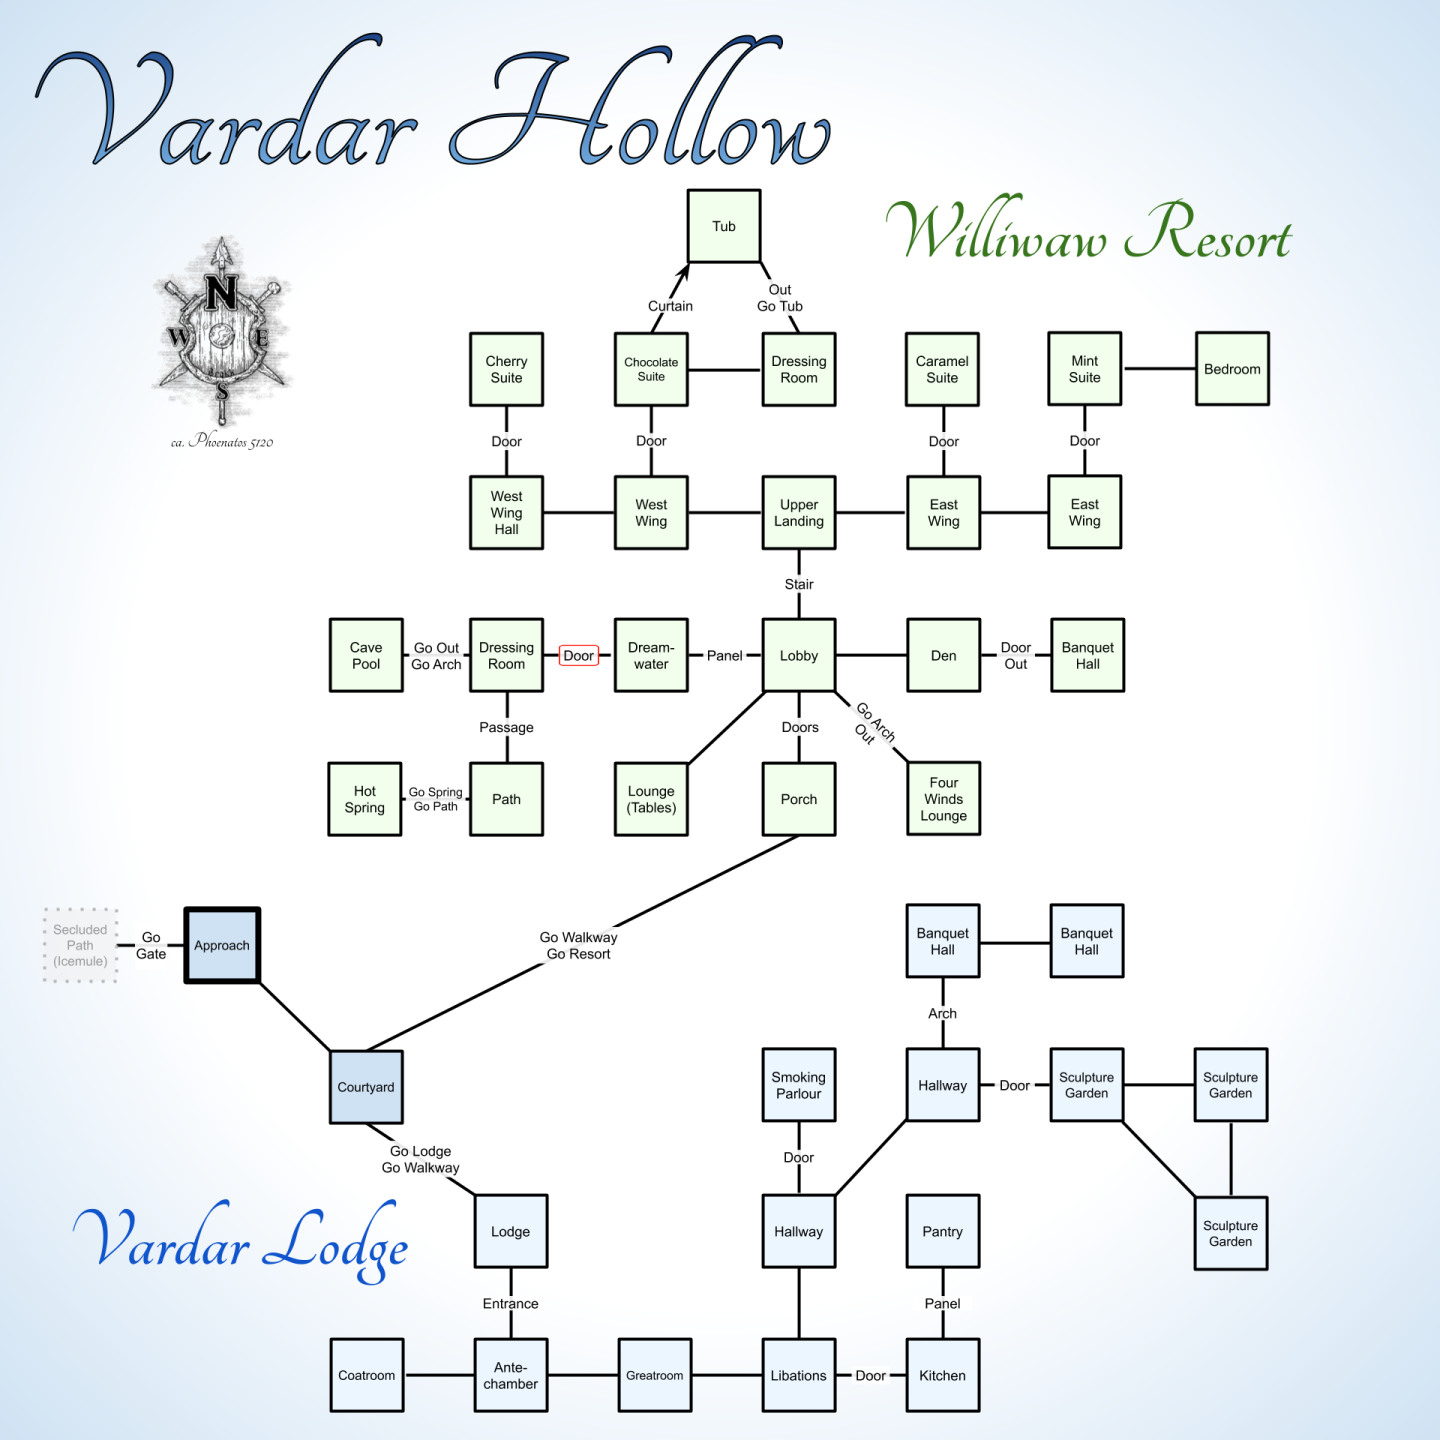 Vardar Hollow
Williwaw Resort
Tub
N
W
E
S
ca. Phoenatos 5120
Curtain
Out
Go Tub
Cherry
Suite
Chocolate
Suite
Dressing
Room
Caramel
Suite
Mint
Suite
Bedroom
Door
Door
Door
Door
West
Wing
Hall
West
Wing
Upper
Landing
East
Wing
East
Wing
Stair
Cave
Pool
Go Out
Go Arch
Dressing
Room
Door
Dream-
water
Panel
Lobby
Den
Door
Out
Banquet
Hall
Passage
Doors
Go Arch
Out
Hot
Spring
Go Spring
Go Path
Path
Lounge
(Tables)
Porch
Four
Winds
Lounge
Secluded
Path
(Icemule)
Go
Gate
Approach
Go Walkway
Go Resort
Banquet
Hall
Banquet
Hall
Arch
Courtyard
Smoking
Parlour
Hallway
Door
Sculpture
Garden
Sculpture
Garden
Go Lodge
Go Walkway
Door
Vardar Lodge
Lodge
Hallway
Pantry
Sculpture
Garden
Entrance
Panel
Coatroom
Ante-
chamber
Greatroom
Libations
Door
Kitchen